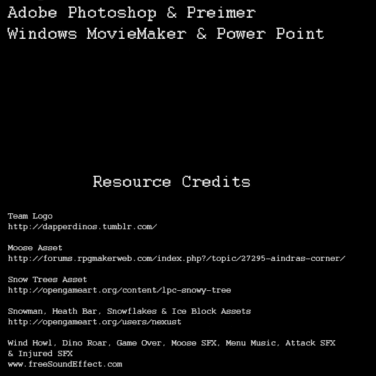 Adobe Photoshop & Preimer
Windows MovieMaker & Power Point
Resource Credits
Team Logo
http://dapperdinos.tumblr.com/
Moose Asset
http://forums.rpgmakerweb.com/index.php?/topic/27295-aindras-corner/
Snow Trees Asset
http://opengameart.org/content/lpc-snowy-tree
Snowman, Heath Bar, Snowflakes & Ice Block Assets
http://opengameart.org/users/nexust
Wind Howl, Dino Roar, Game Over, Moose SFX, Menu Music, Attack SFX
& Injured SFX
www.freeSoundEffect.com